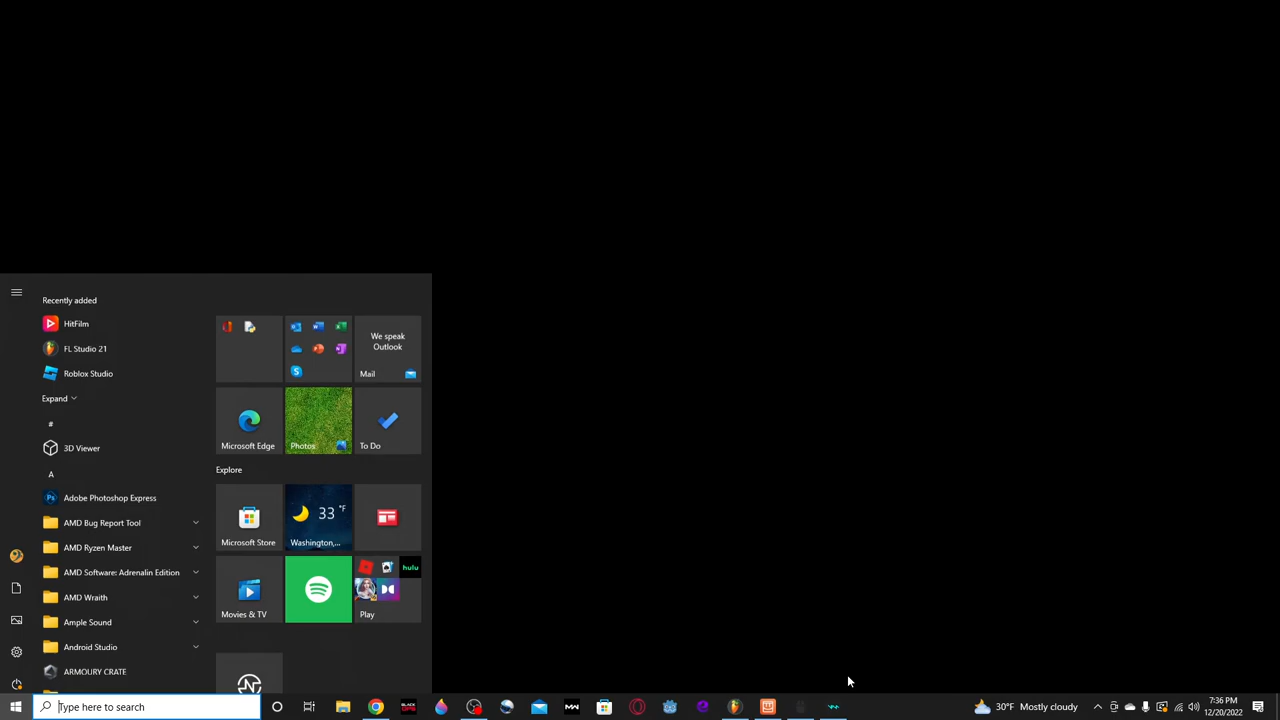 Recently added
HitFilm
FL Studio 21
Roblox Studio
Expand
#
3D Viewer
A
Adobe Photoshop Express
AMD Bug Report Tool
AMD Ryzen Master
AMD Software: Adrenalin Edition
AMD Wraith
Ample Sound
Android Studio
ARMOURY CRATE
We speak
Outlook
Mail
Microsoft Edge
Photos
To Do
Explore
Microsoft Store
33 °F
Washington,...
Movies & TV
hulu
Play
Type here to search
BLACK OPS
MW
30°F Mostly cloudy
7:36 PM
12/20/2022